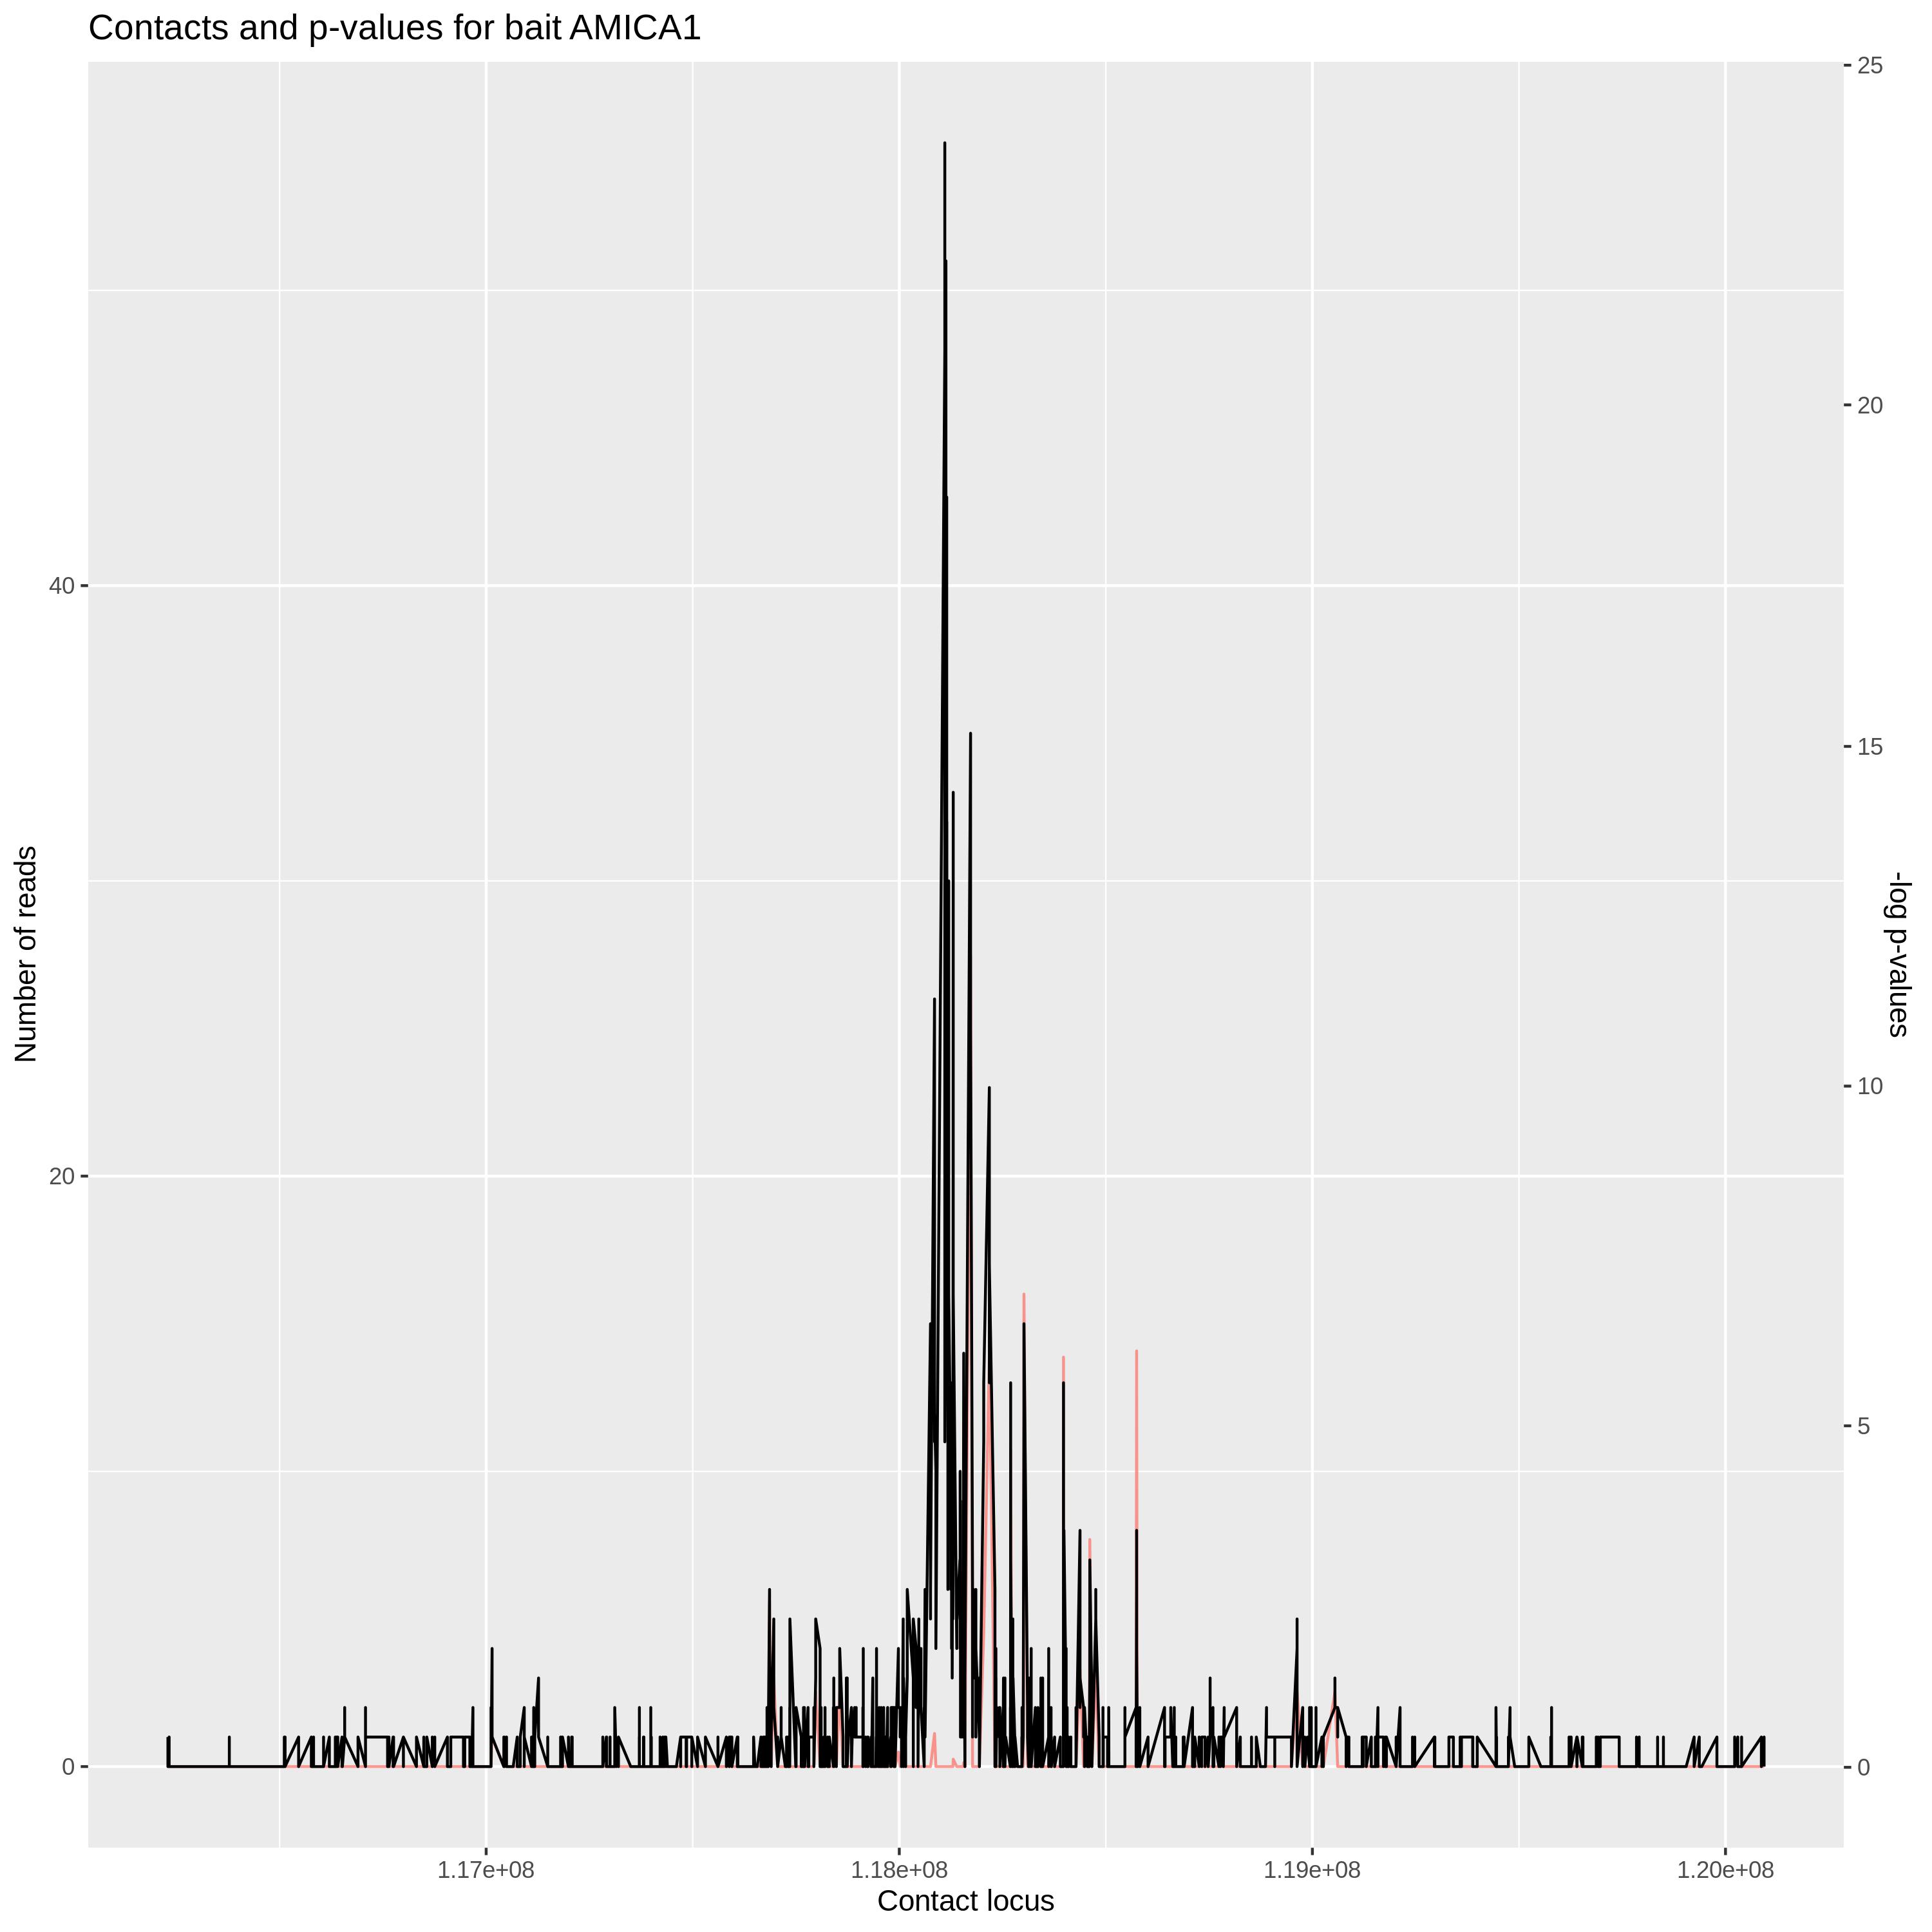 Contacts and p-values for bait AMICA1
Number of reads
40
20
0
25
20
15
10
5
0
-log p-values
1.17e+08
1.18e+08
1.19e+08
1.20e+08
Contact locus